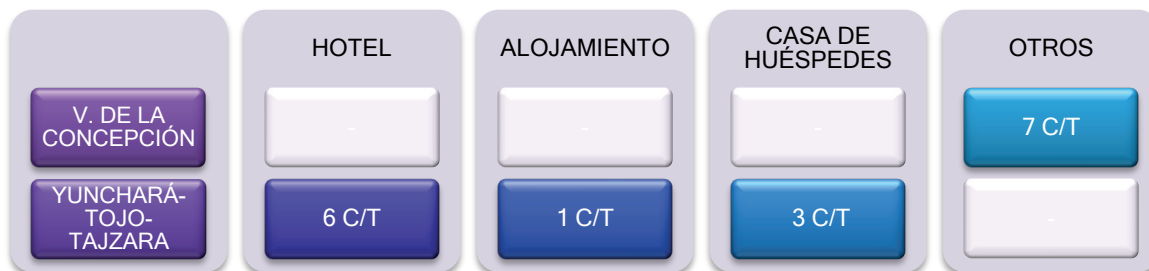 HOTEL
ALOJAMIENTO
CASA DE
HUÉSPEDES
OTROS
V. DE LA
CONCEPCIÓN
-
-
-
7 C/T
YUNCHARÁ-
TOJO-
TAJZARA
6 C/T
1 C/T
3 C/T
-